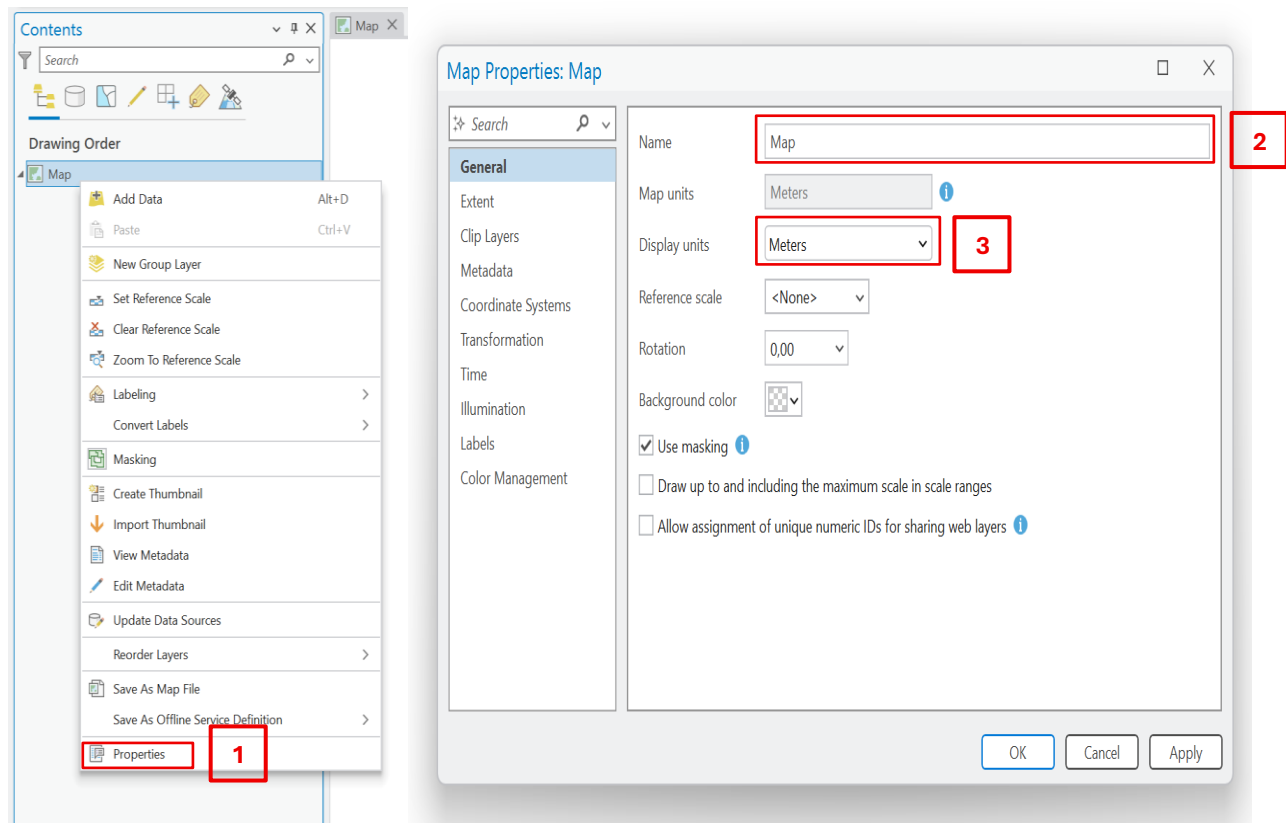 Contents
Map
Search
Drawing Order
Map
Add Data Alt+D
Paste Ctrl+V
New Group Layer
Set Reference Scale
Clear Reference Scale
Zoom To Reference Scale
Labeling
Convert Labels
Masking
Create Thumbnail
Import Thumbnail
View Metadata
Edit Metadata
Update Data Sources
Reorder Layers
Save As Map File
Save As Offline Service Definition
Properties
1
Map Properties: Map
Search
General
Extent
Clip Layers
Metadata
Coordinate Systems
Transformation
Time
Illumination
Labels
Color Management
Name Map
2
Map units Meters
Display units Meters
3
Reference scale <None>
Rotation 0,00
Background color
Use masking
Draw up to and including the maximum scale in scale ranges
Allow assignment of unique numeric IDs for sharing web layers
OK Cancel Apply